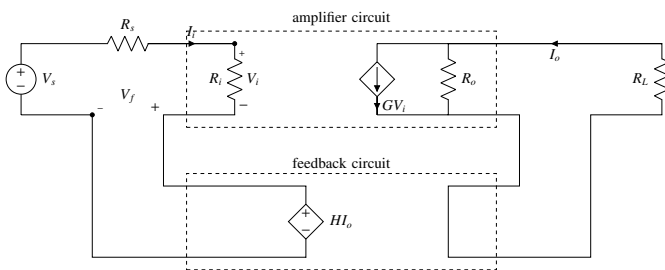 amplifier circuit
R_s
I_i
+
R_i
V_i
−
+
−
V_s
V_f
-
+
GV_i
R_o
I_o
R_L
feedback circuit
+
−
HI_o